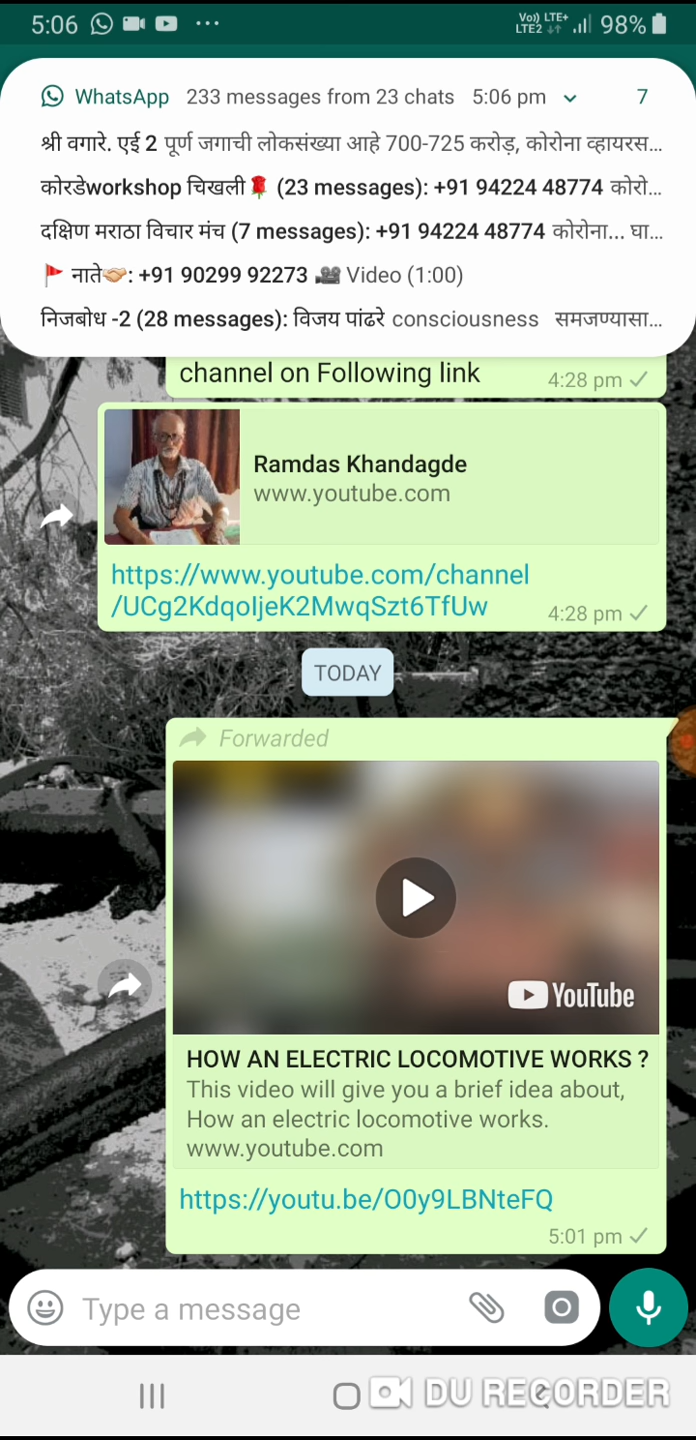 5:06
Vo) LTE+
LTE2
98%
WhatsApp 233 messages from 23 chats 5:06 pm 7
श्री वगारे. एई 2 पूर्ण जगाची लोकसंख्या आहे 700-725 करोड़, कोरोना व्हायरस...
कोरडेworkshop चिखली🌹 (23 messages): +91 94224 48774 कोरो...
दक्षिण मराठा विचार मंच (7 messages): +91 94224 48774 कोरोना... घा...
🚩 नाते🤝: +91 90299 92273 🎥 Video (1:00)
निजबोध -2 (28 messages): विजय पांढरे consciousness समजण्यासा...
channel on Following link
4:28 pm
Ramdas Khandagde
www.youtube.com
https://www.youtube.com/channel
/UCg2KdqoIjeK2MwqSzt6TfUw
4:28 pm
TODAY
Forwarded
YouTube
HOW AN ELECTRIC LOCOMOTIVE WORKS ?
This video will give you a brief idea about,
How an electric locomotive works.
www.youtube.com
https://youtu.be/O0y9LBNteFQ
5:01 pm
Type a message
DU RECORDER